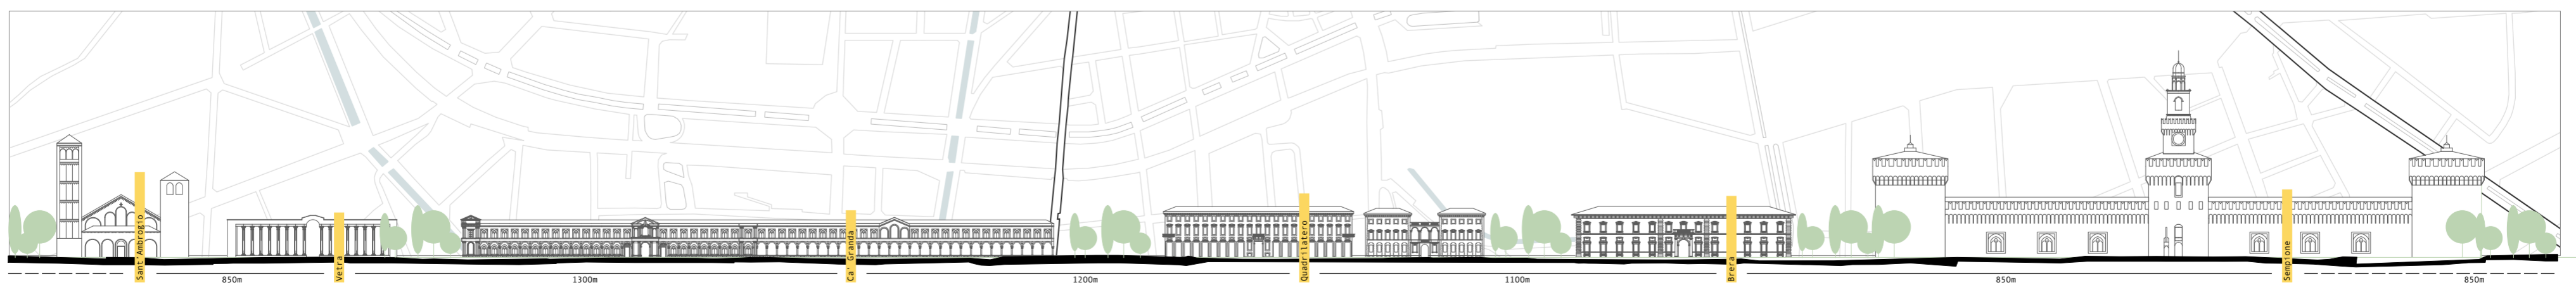 Sant'Ambrogio
850m
Vetra
1300m
Ca' Granda
1200m
Quadrilatero
1100m
Brera
850m
Sempione
850m